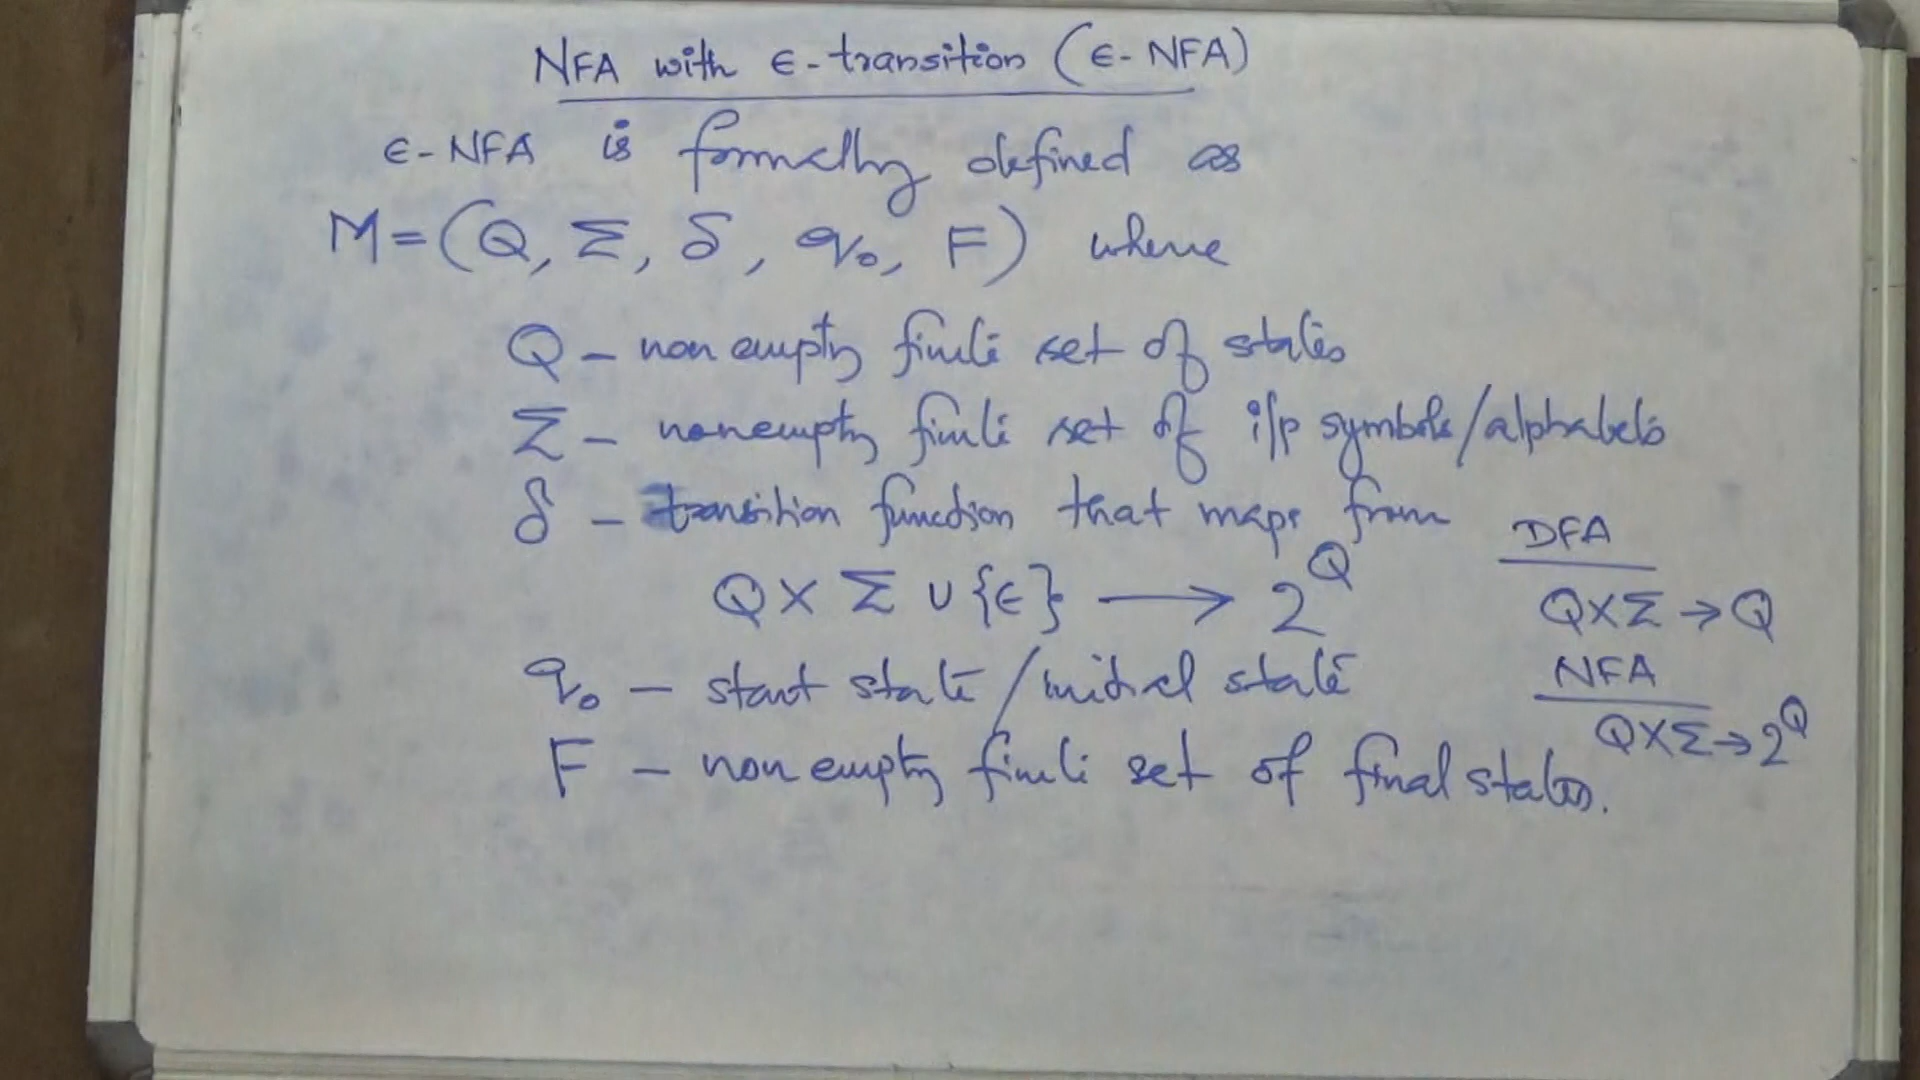 NFA with ϵ-transition (ϵ-NFA)
ϵ-NFA is formally defined as
M=(Q, Σ, δ, q₀, F) where
Q – non empty finite set of states
Σ – nonempty finite set of i/p symbols/alphabets
δ – transition function that maps from
Q X Σ ∪ {ϵ} ⟶ 2^Q
q₀ – start state/initial state
F – non empty finite set of final states.
DFA
QXΣ → Q
NFA
QXΣ → 2^Q